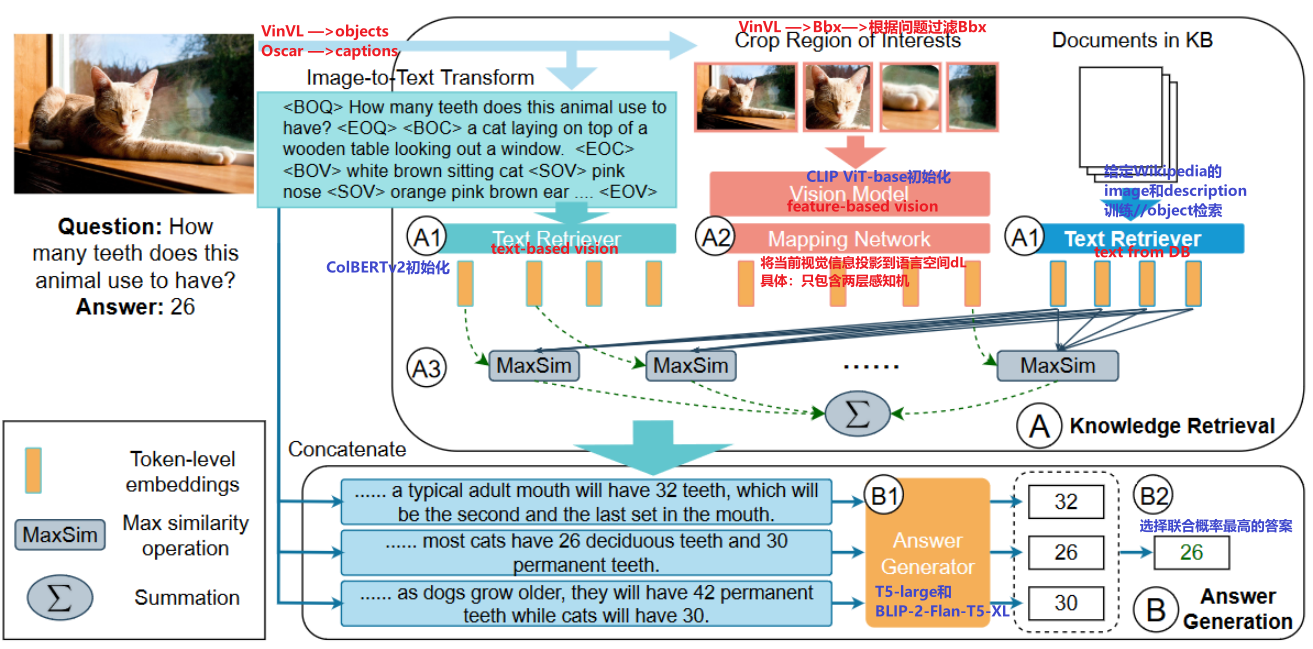 VinVL —>objects
Oscar —>captions
Image-to-Text Transform
<BOQ> How many teeth does this animal use to
have? <EOQ> <BOC> a cat laying on top of a
wooden table looking out a window. <EOC>
<BOV> white brown sitting cat <SOV> pink
nose <SOV> orange pink brown ear .... <EOV>
VinVL —>Bbx—>根据问题过滤Bbx
Crop Region of Interests
Documents in KB
Question: How
many teeth does this
animal use to have?
Answer: 26
CLIP ViT-base初始化
Vision Model
feature-based vision
给定Wikipedia的
image和description
训练//object检索
A1
Text Retriever
text-based vision
ColBERTv2初始化
A2
Mapping Network
将当前视觉信息投影到语言空间dL
具体：只包含两层感知机
A1
Text Retriever
text from DB
A3
MaxSim
MaxSim
......
MaxSim
Σ
A
Knowledge Retrieval
Token-level
embeddings
MaxSim
Max similarity
operation
Σ
Summation
Concatenate
...... a typical adult mouth will have 32 teeth, which will
be the second and the last set in the mouth.
...... most cats have 26 deciduous teeth and 30
permanent teeth.
...... as dogs grow older, they will have 42 permanent
teeth while cats will have 30.
B1
Answer
Generator
T5-large和
BLIP-2-Flan-T5-XL
32
26
30
B2
选择联合概率最高的答案
26
B
Answer
Generation